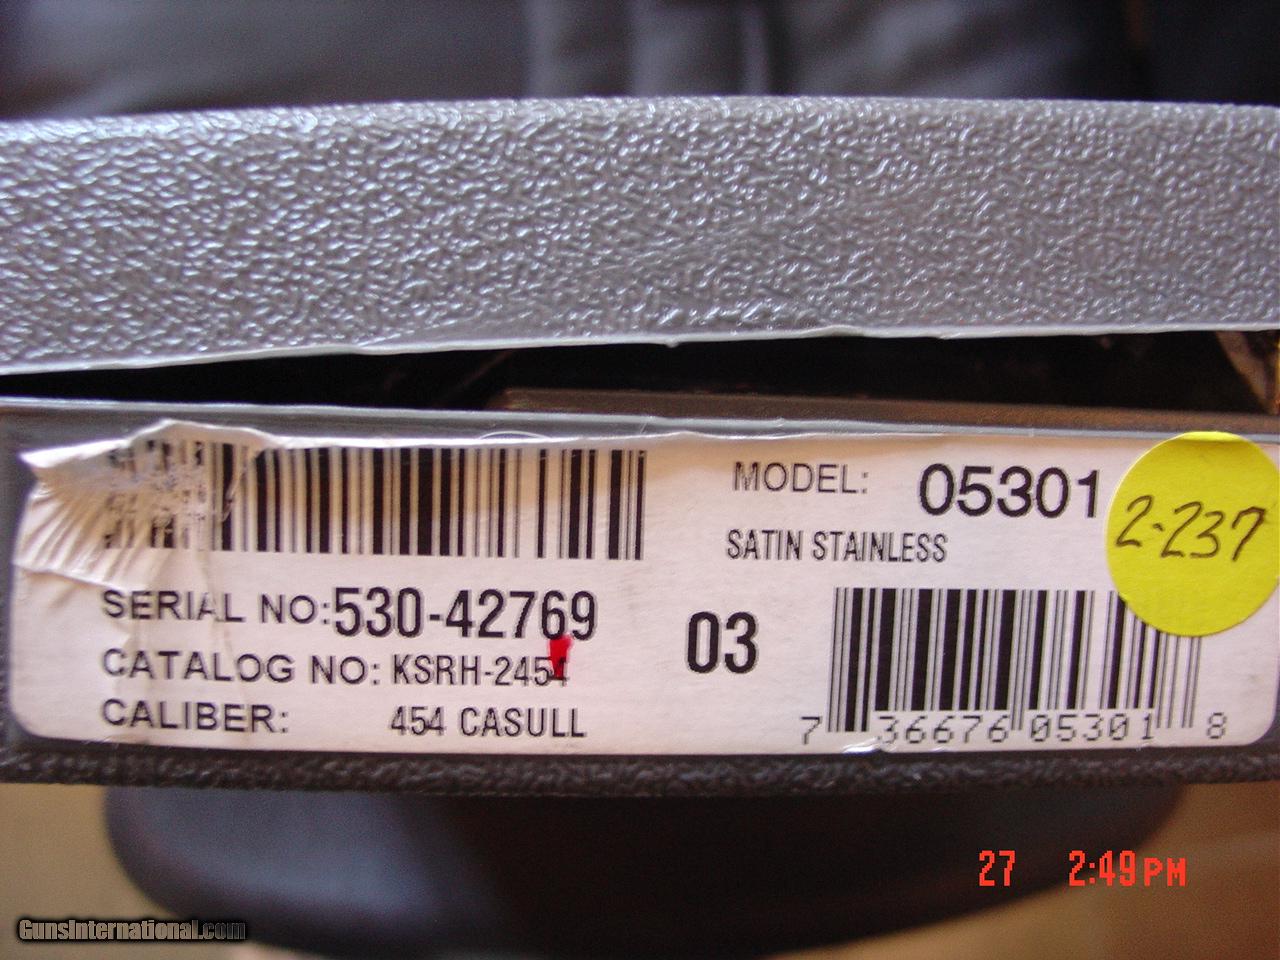 MODEL: 05301
SATIN STAINLESS
2-237
SERIAL NO: 530-42769
CATALOG NO: KSRH-2454
CALIBER: 454 CASULL
03
7 36676 05301 8
27 2:49 PM
GunsInternational.com